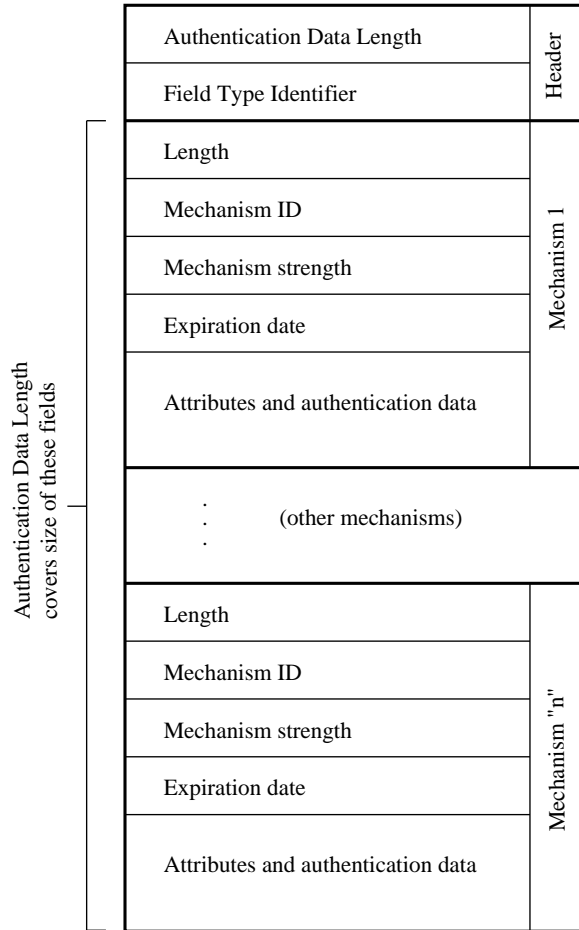 Authentication Data Length
Field Type Identifier
Header
Length
Mechanism ID
Mechanism strength
Expiration date
Attributes and authentication data
Mechanism 1
Authentication Data Length
covers size of these fields
.
.
.
(other mechanisms)
Length
Mechanism ID
Mechanism strength
Expiration date
Attributes and authentication data
Mechanism "n"